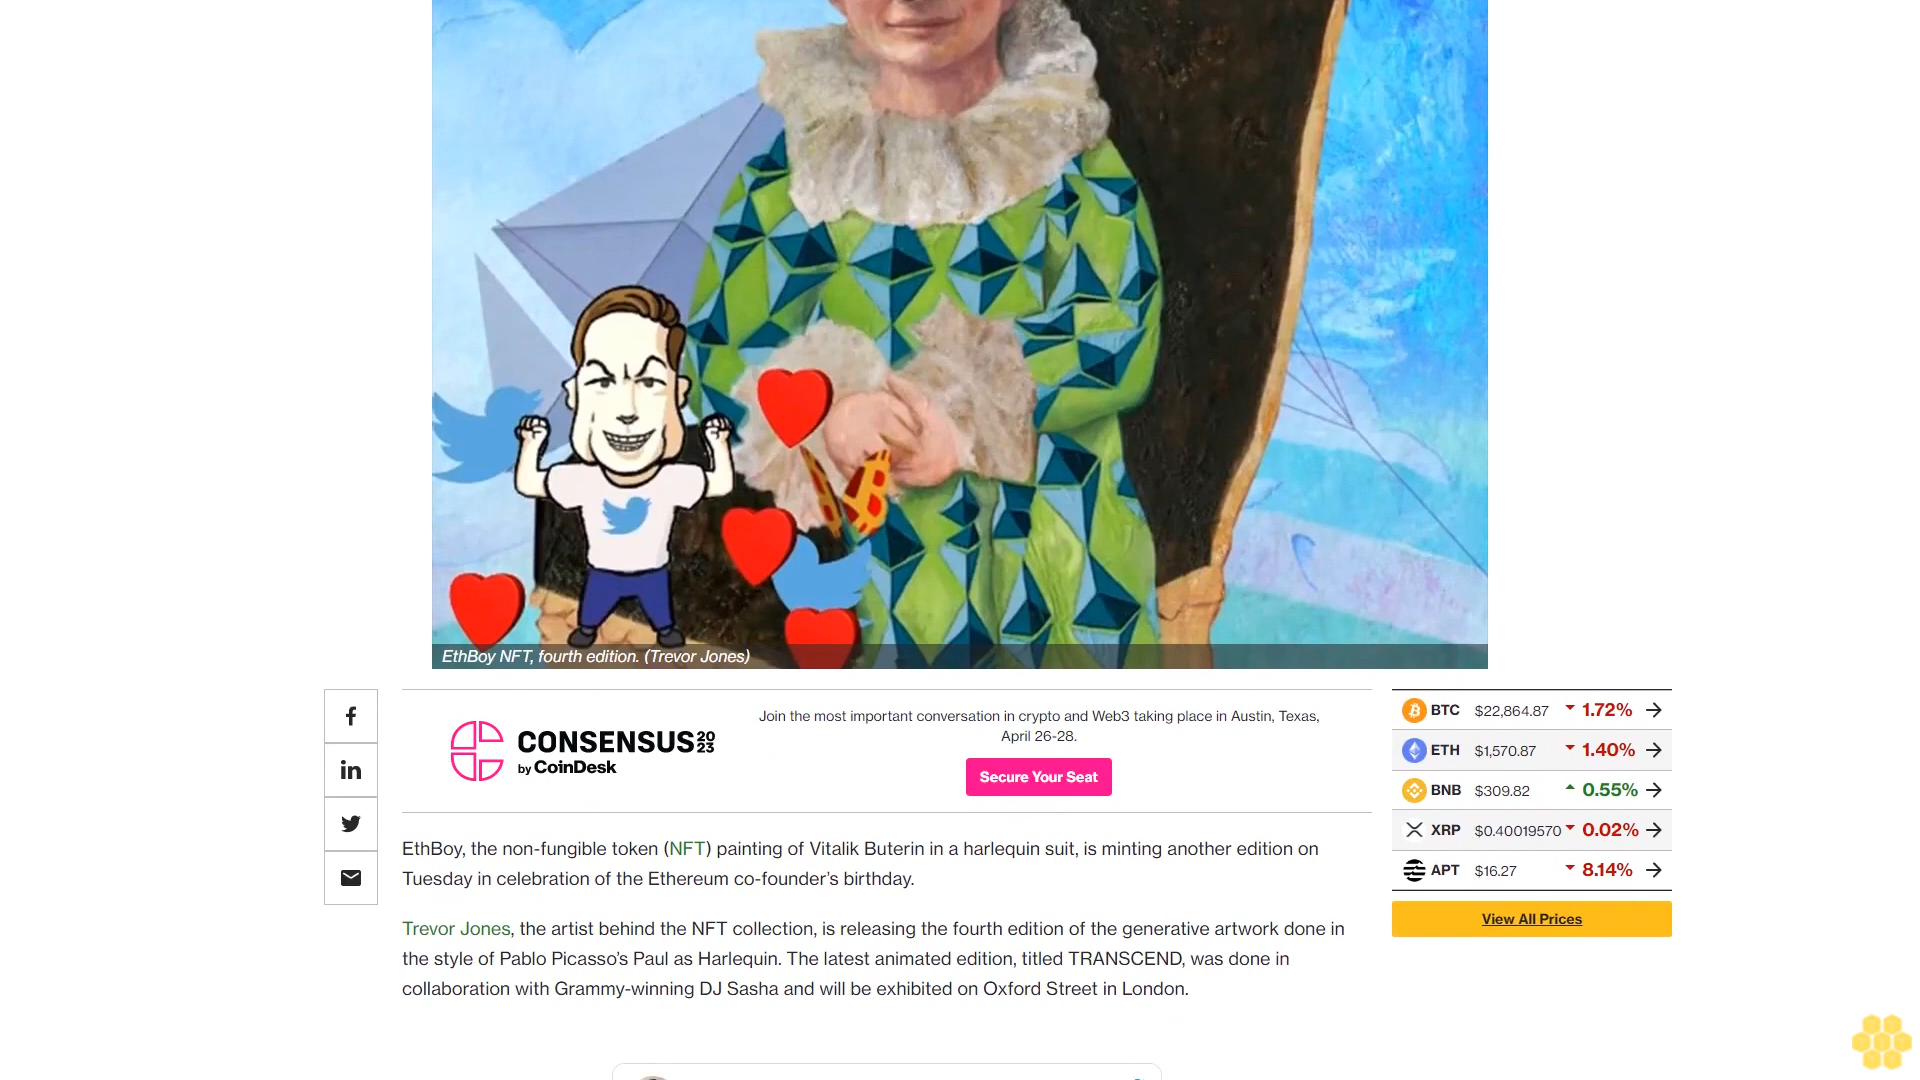 EthBoy NFT, fourth edition. (Trevor Jones)
CONSENSUS 20 23
by CoinDesk
Join the most important conversation in crypto and Web3 taking place in Austin, Texas,
April 26-28.
Secure Your Seat
EthBoy, the non-fungible token (NFT) painting of Vitalik Buterin in a harlequin suit, is minting another edition on
Tuesday in celebration of the Ethereum co-founder’s birthday.
Trevor Jones, the artist behind the NFT collection, is releasing the fourth edition of the generative artwork done in
the style of Pablo Picasso’s Paul as Harlequin. The latest animated edition, titled TRANSCEND, was done in
collaboration with Grammy-winning DJ Sasha and will be exhibited on Oxford Street in London.
BTC $22,864.87 1.72%
ETH $1,570.87 1.40%
BNB $309.82 0.55%
XRP $0.40019570 0.02%
APT $16.27 8.14%
View All Prices